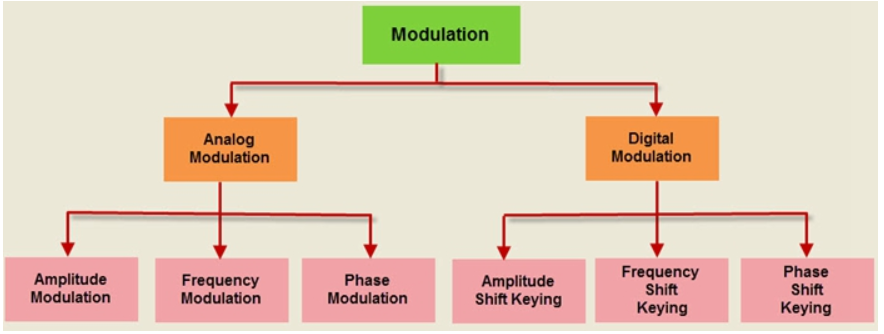 Modulation
Analog
Modulation
Digital
Modulation
Amplitude
Modulation
Frequency
Modulation
Phase
Modulation
Amplitude
Shift Keying
Frequency
Shift
Keying
Phase
Shift
Keying